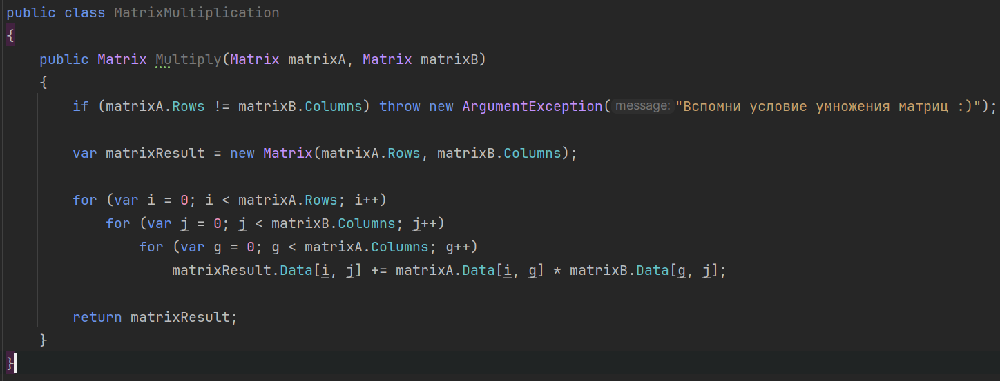 public class MatrixMultiplication
{
    public Matrix Multiply(Matrix matrixA, Matrix matrixB)
    {
        if (matrixA.Rows != matrixB.Columns) throw new ArgumentException( message: "Вспомни условие умножения матриц :)");
        var matrixResult = new Matrix(matrixA.Rows, matrixB.Columns);
        for (var i = 0; i < matrixA.Rows; i++)
            for (var j = 0; j < matrixB.Columns; j++)
                for (var g = 0; g < matrixA.Columns; g++)
                    matrixResult.Data[i, j] += matrixA.Data[i, g] * matrixB.Data[g, j];
        return matrixResult;
    }
}